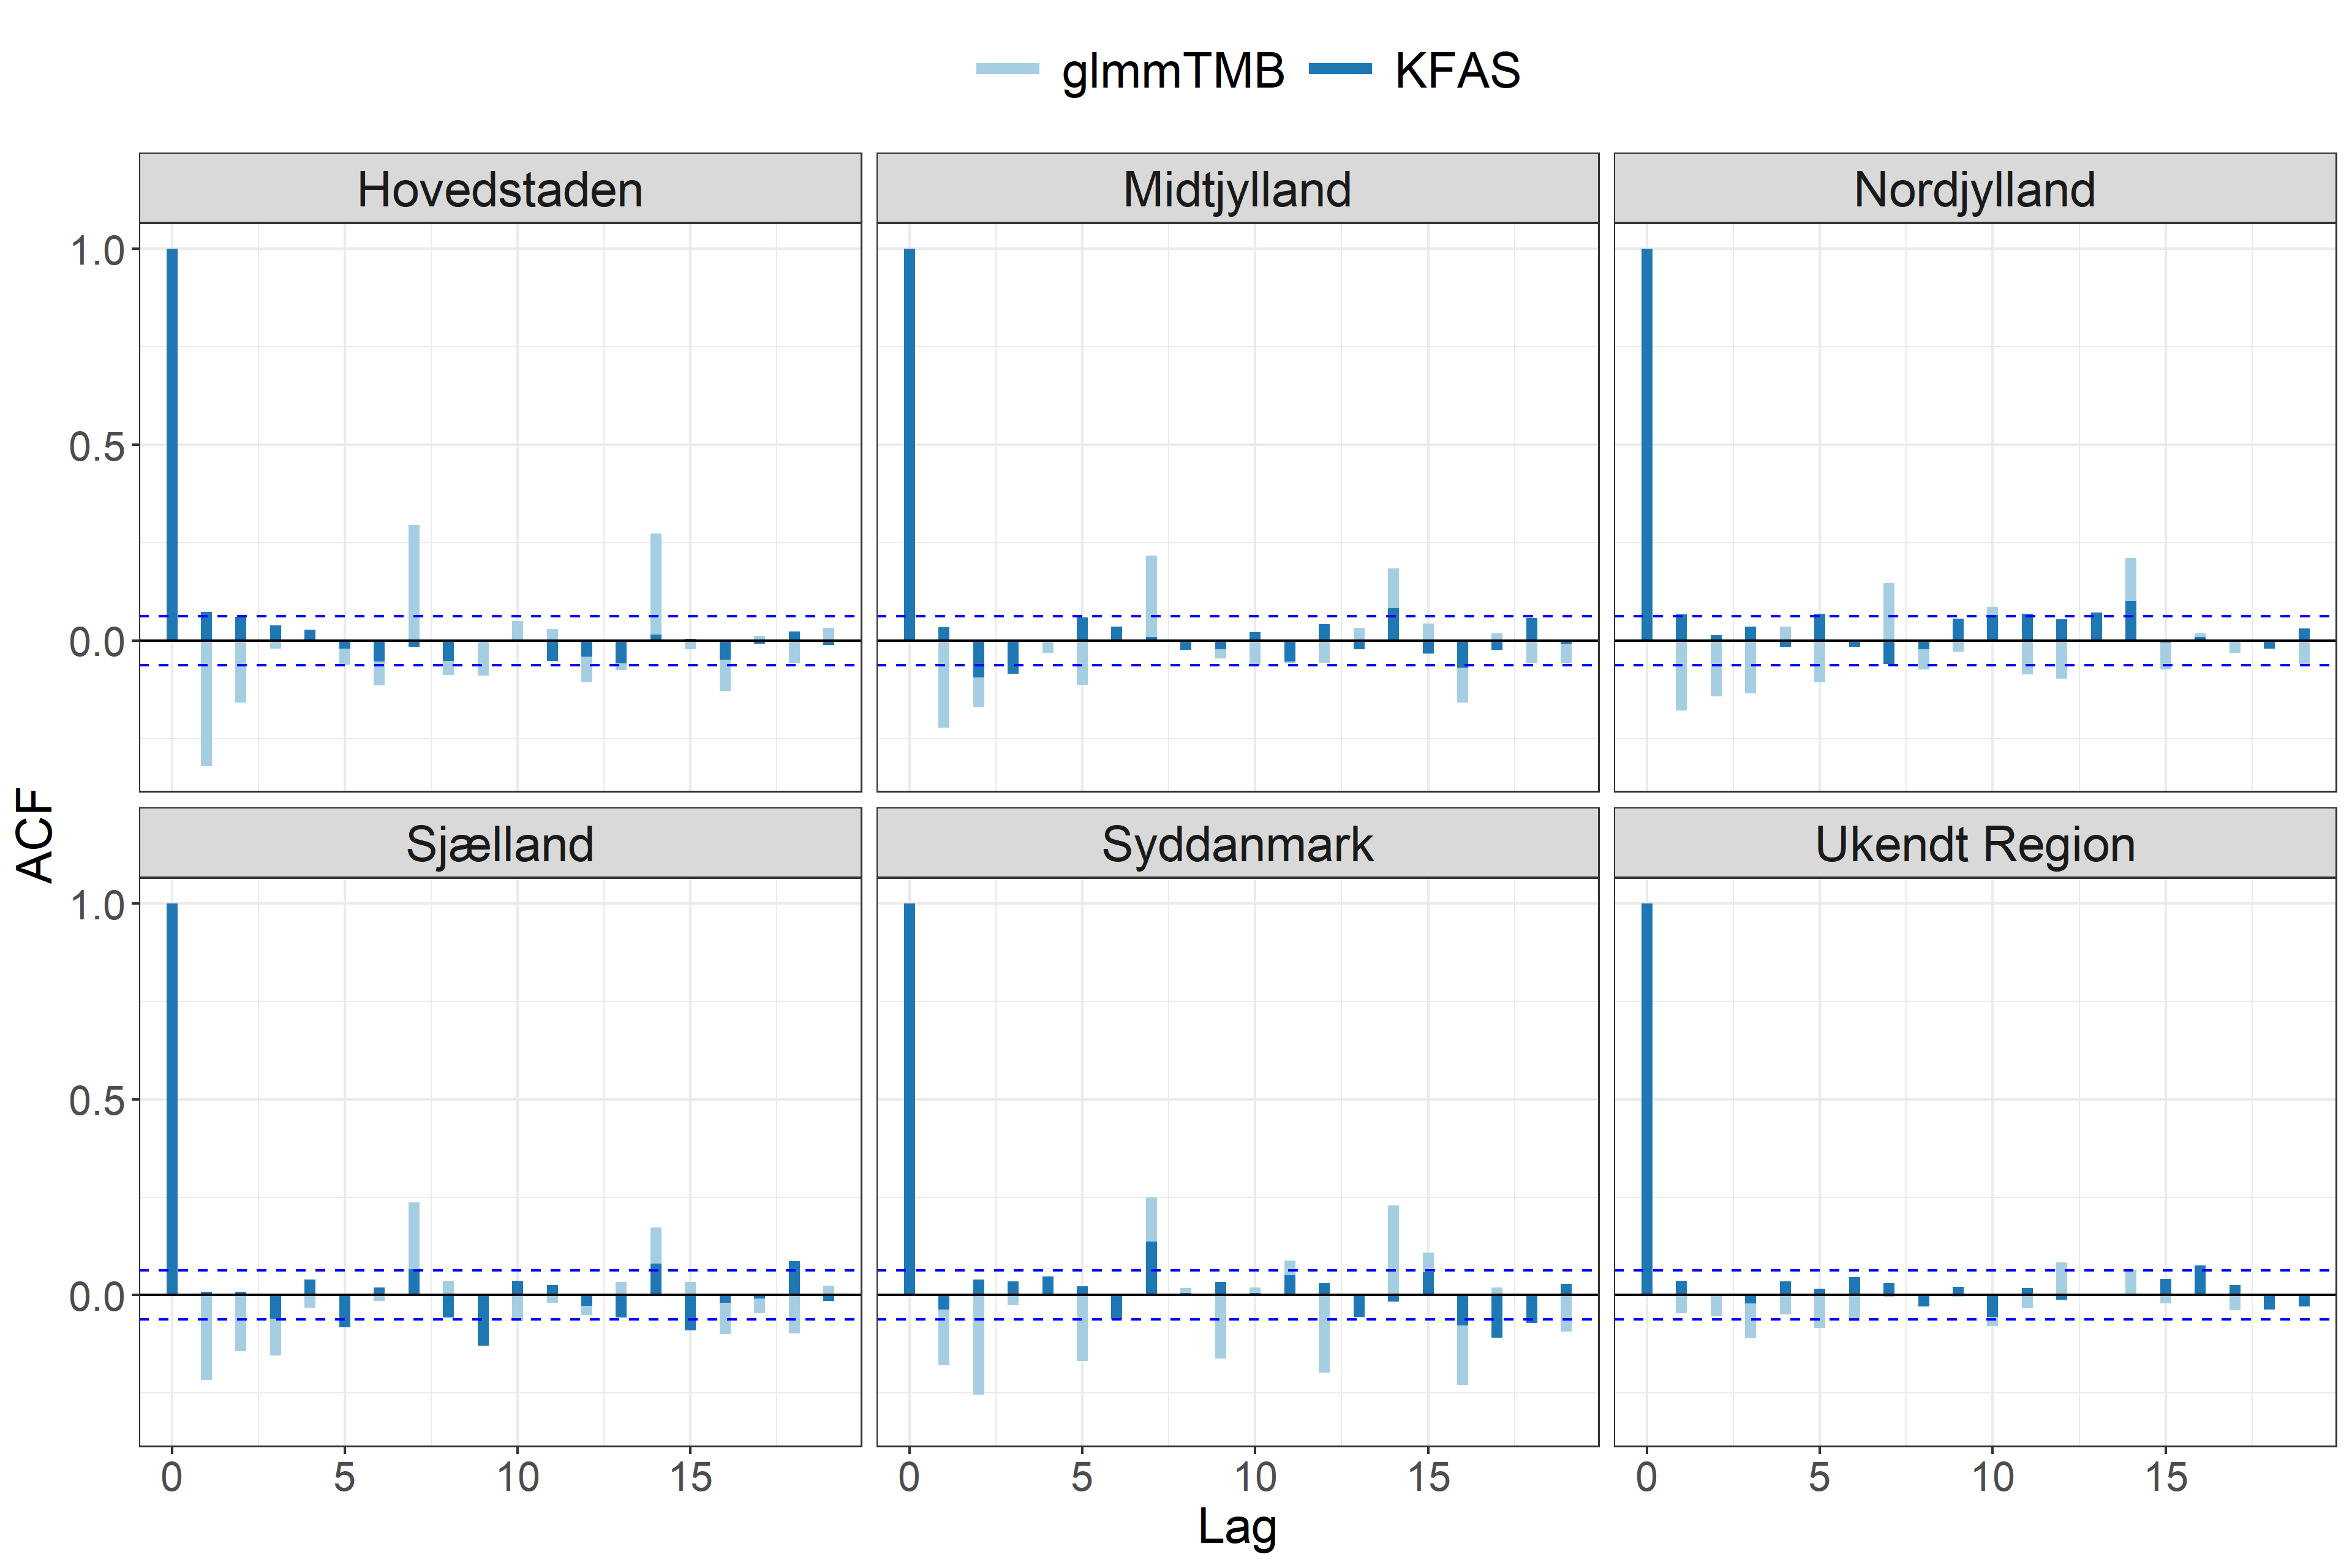 glmmTMB KFAS
Hovedstaden Midtjylland Nordjylland
1.0
0.5
0.0
ACF
Sjælland Syddanmark Ukendt Region
1.0
0.5
0.0
0 5 10 15 0 5 10 15 0 5 10 15
Lag